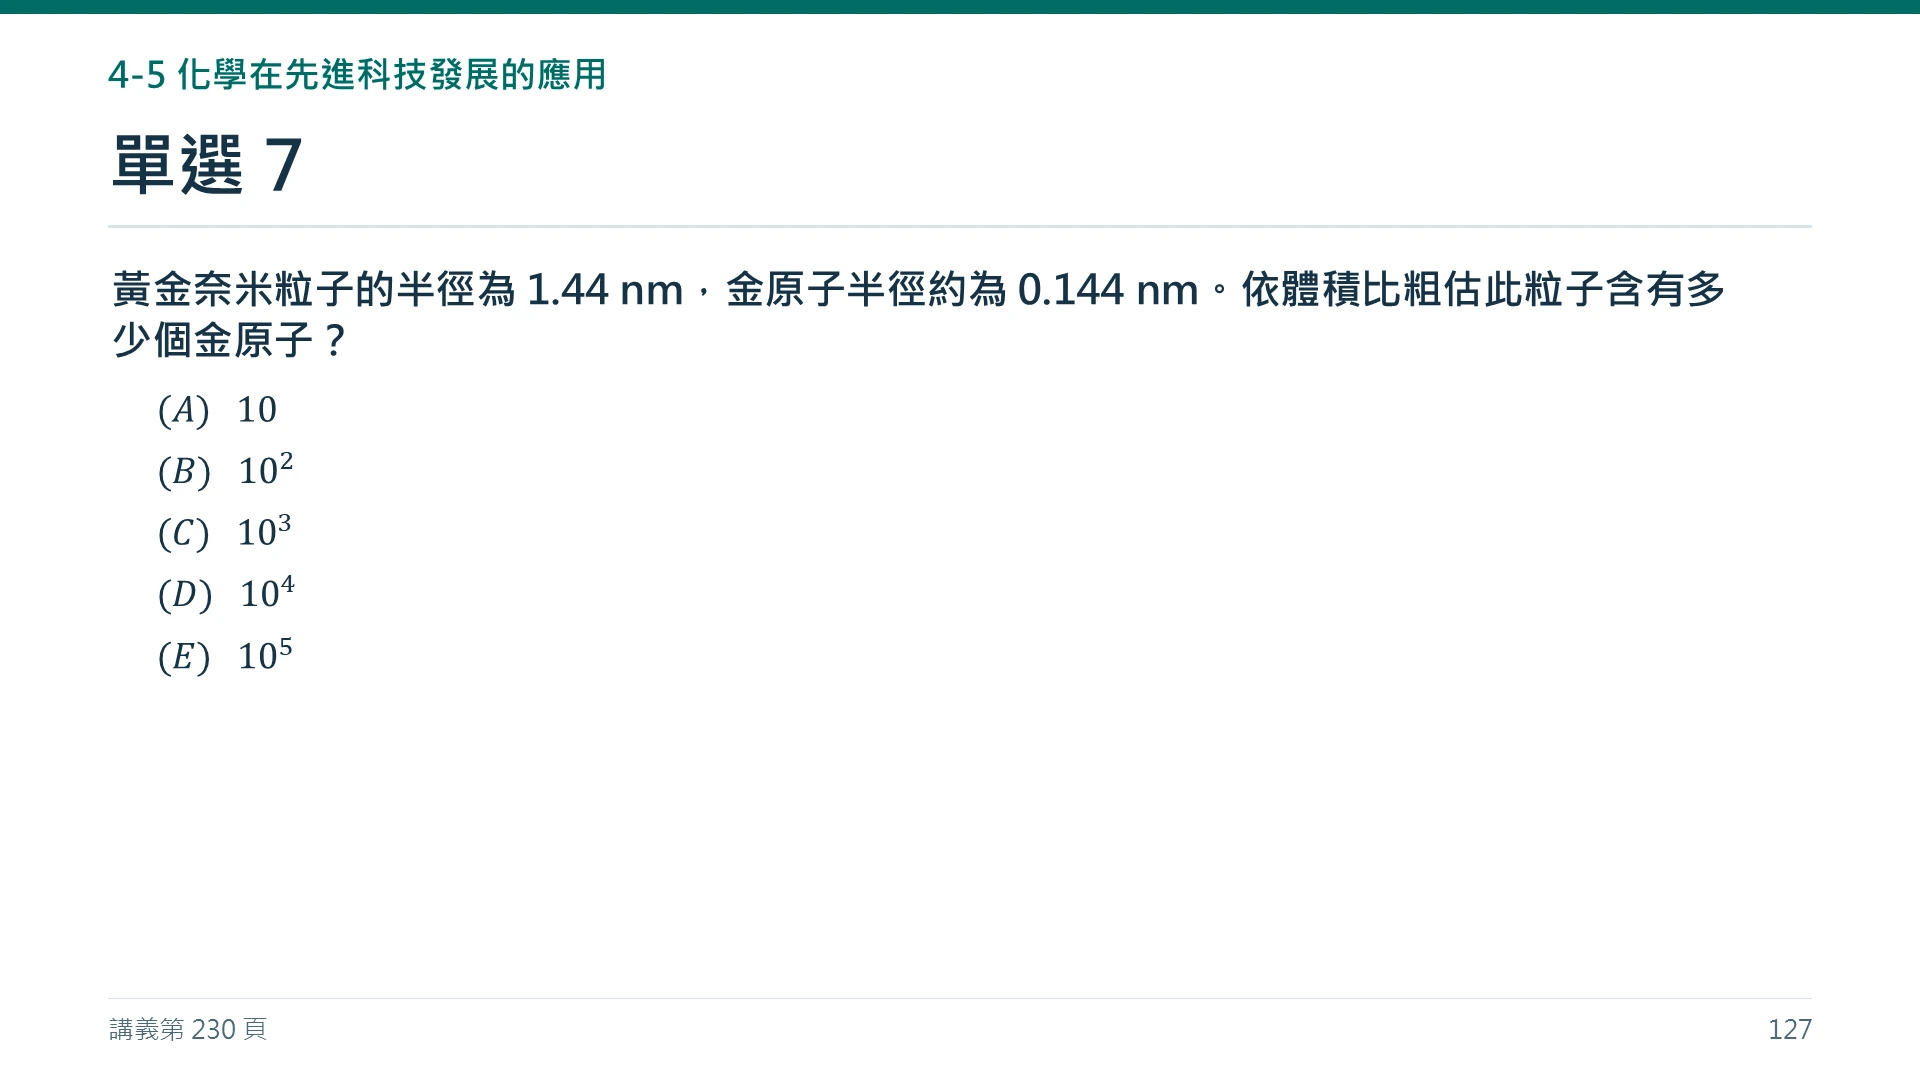 4-5 化學在先進科技發展的應用
單選 7
黃金奈米粒子的半徑為 1.44 nm，金原子半徑約為 0.144 nm。依體積比粗估此粒子含有多
少個金原子？
(A) 10
(B) 10²
(C) 10³
(D) 10⁴
(E) 10⁵
講義第 230 頁
127